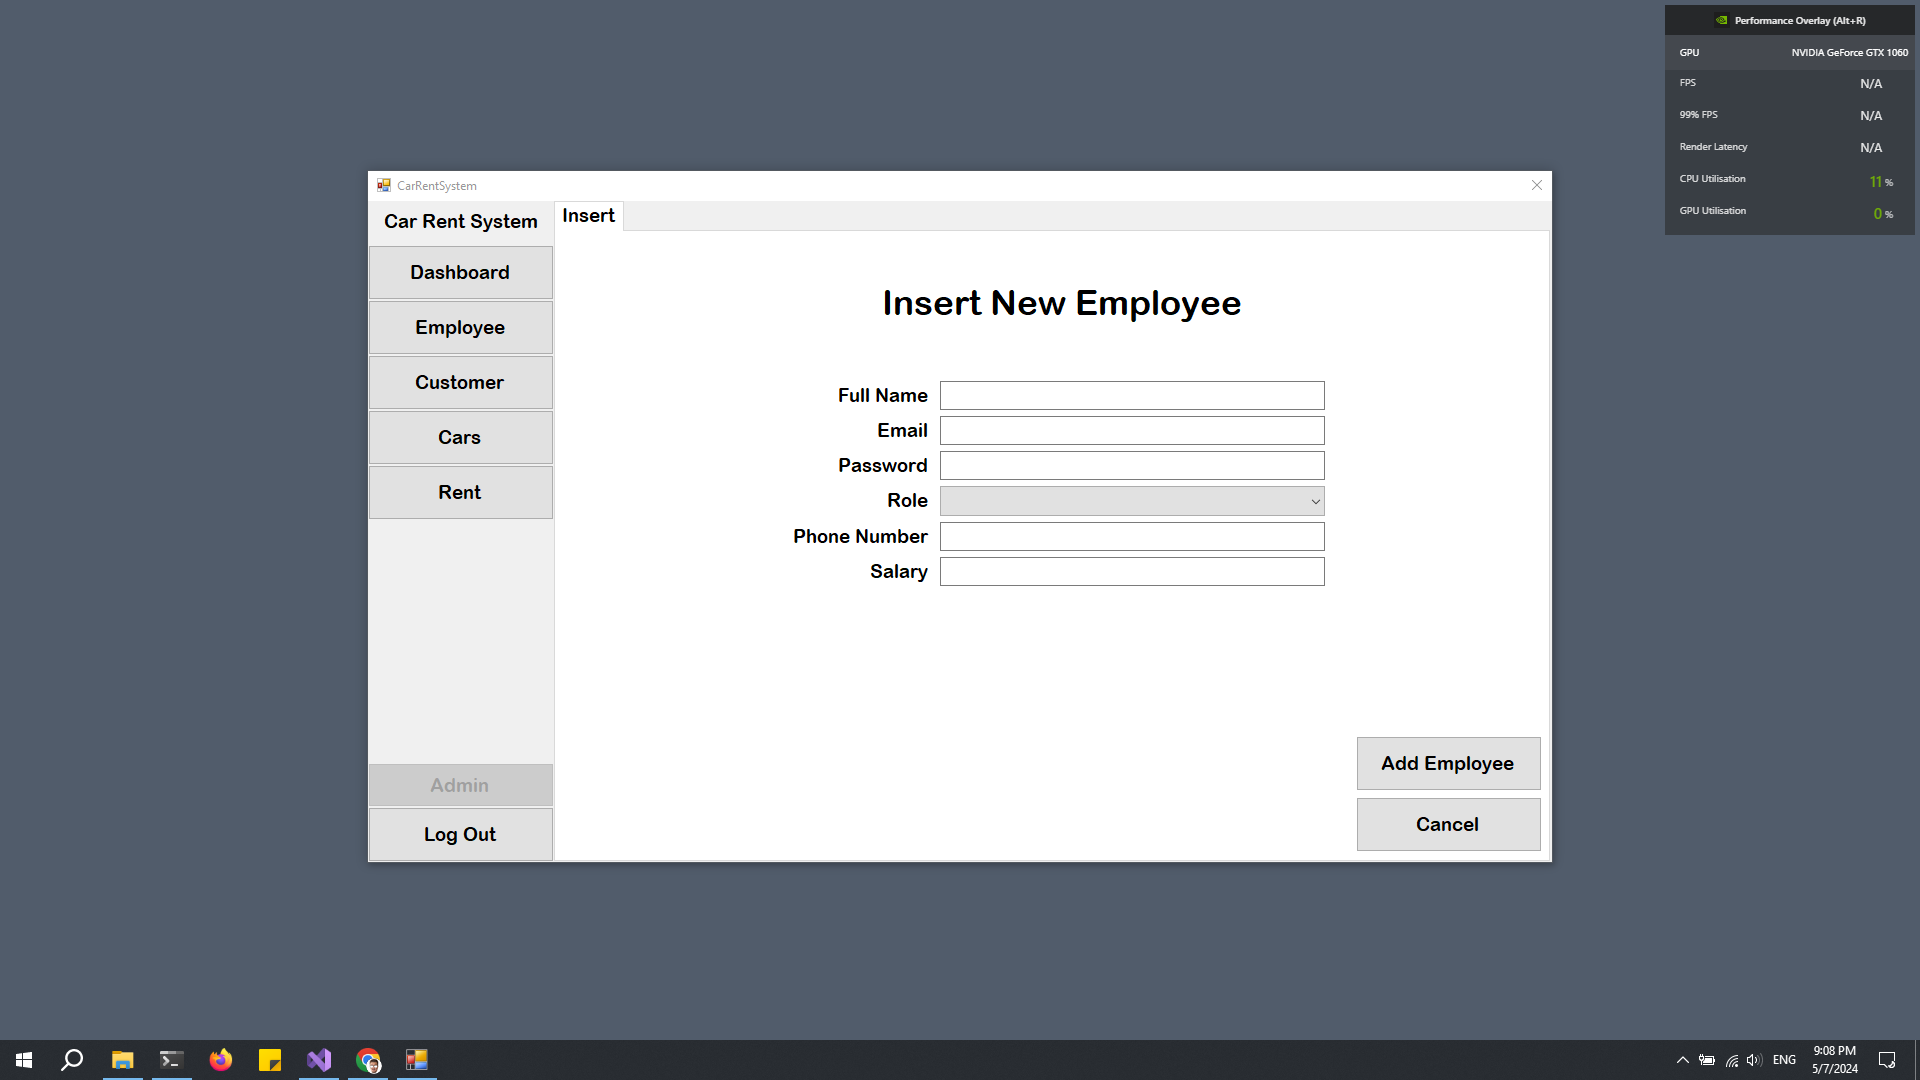 Performance Overlay (Alt+R)
GPU NVIDIA GeForce GTX 1060
FPS N/A
99% FPS N/A
Render Latency N/A
CPU Utilisation 11 %
GPU Utilisation 0 %
CarRentSystem
Car Rent System
Insert
Dashboard
Employee
Customer
Cars
Rent
Admin
Log Out
Insert New Employee
Full Name
Email
Password
Role
Phone Number
Salary
Add Employee
Cancel
ENG
9:08 PM
5/7/2024